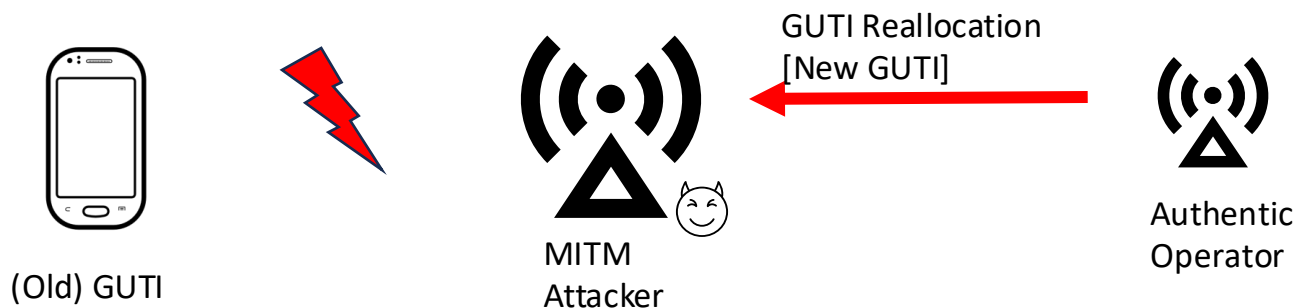 GUTI Reallocation
[New GUTI]
(Old) GUTI
MITM
Attacker
Authentic
Operator